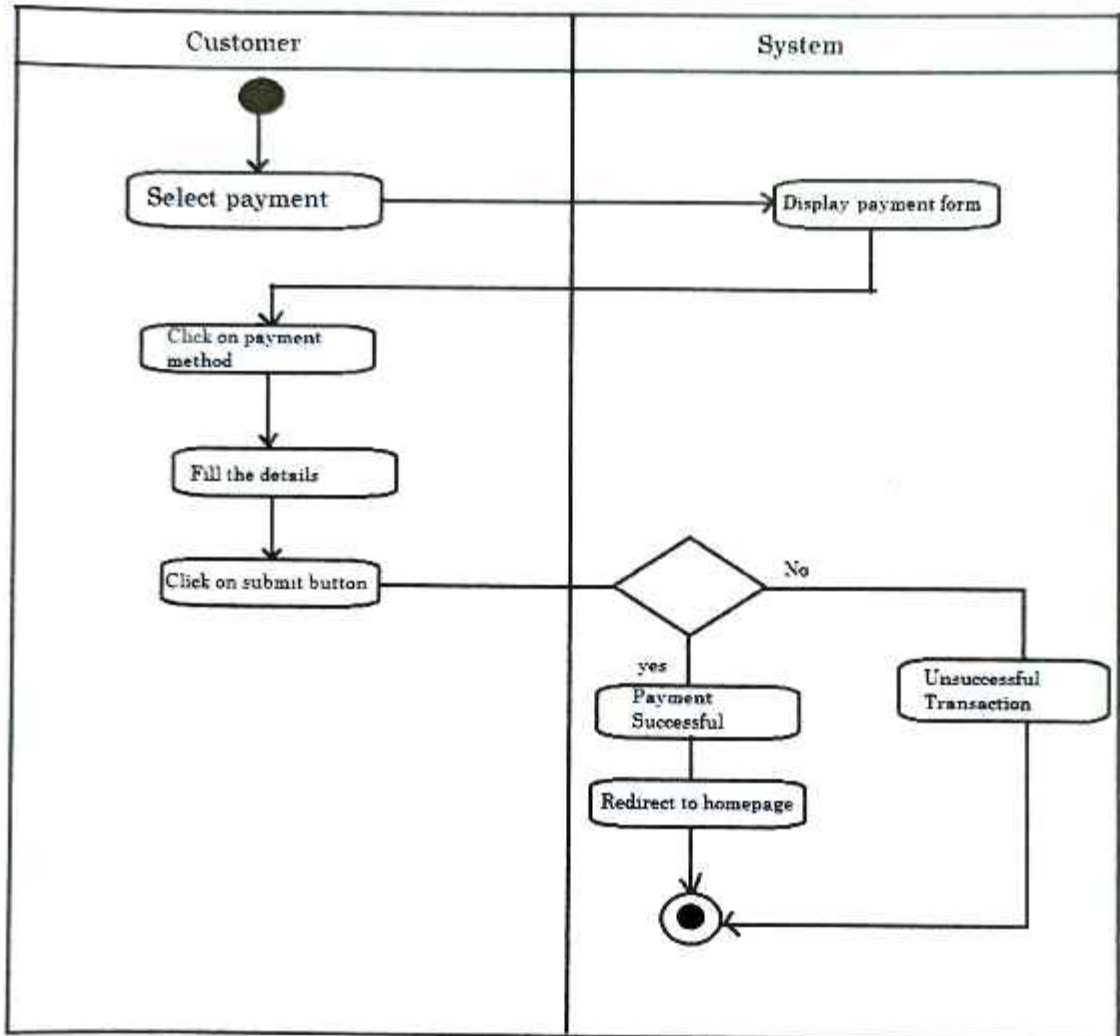 Customer
System
Select payment
Display payment form
Click on payment
method
Fill the details
Click on submit button
No
yes
Payment
Successful
Unsuccessful
Transaction
Redirect to homepage